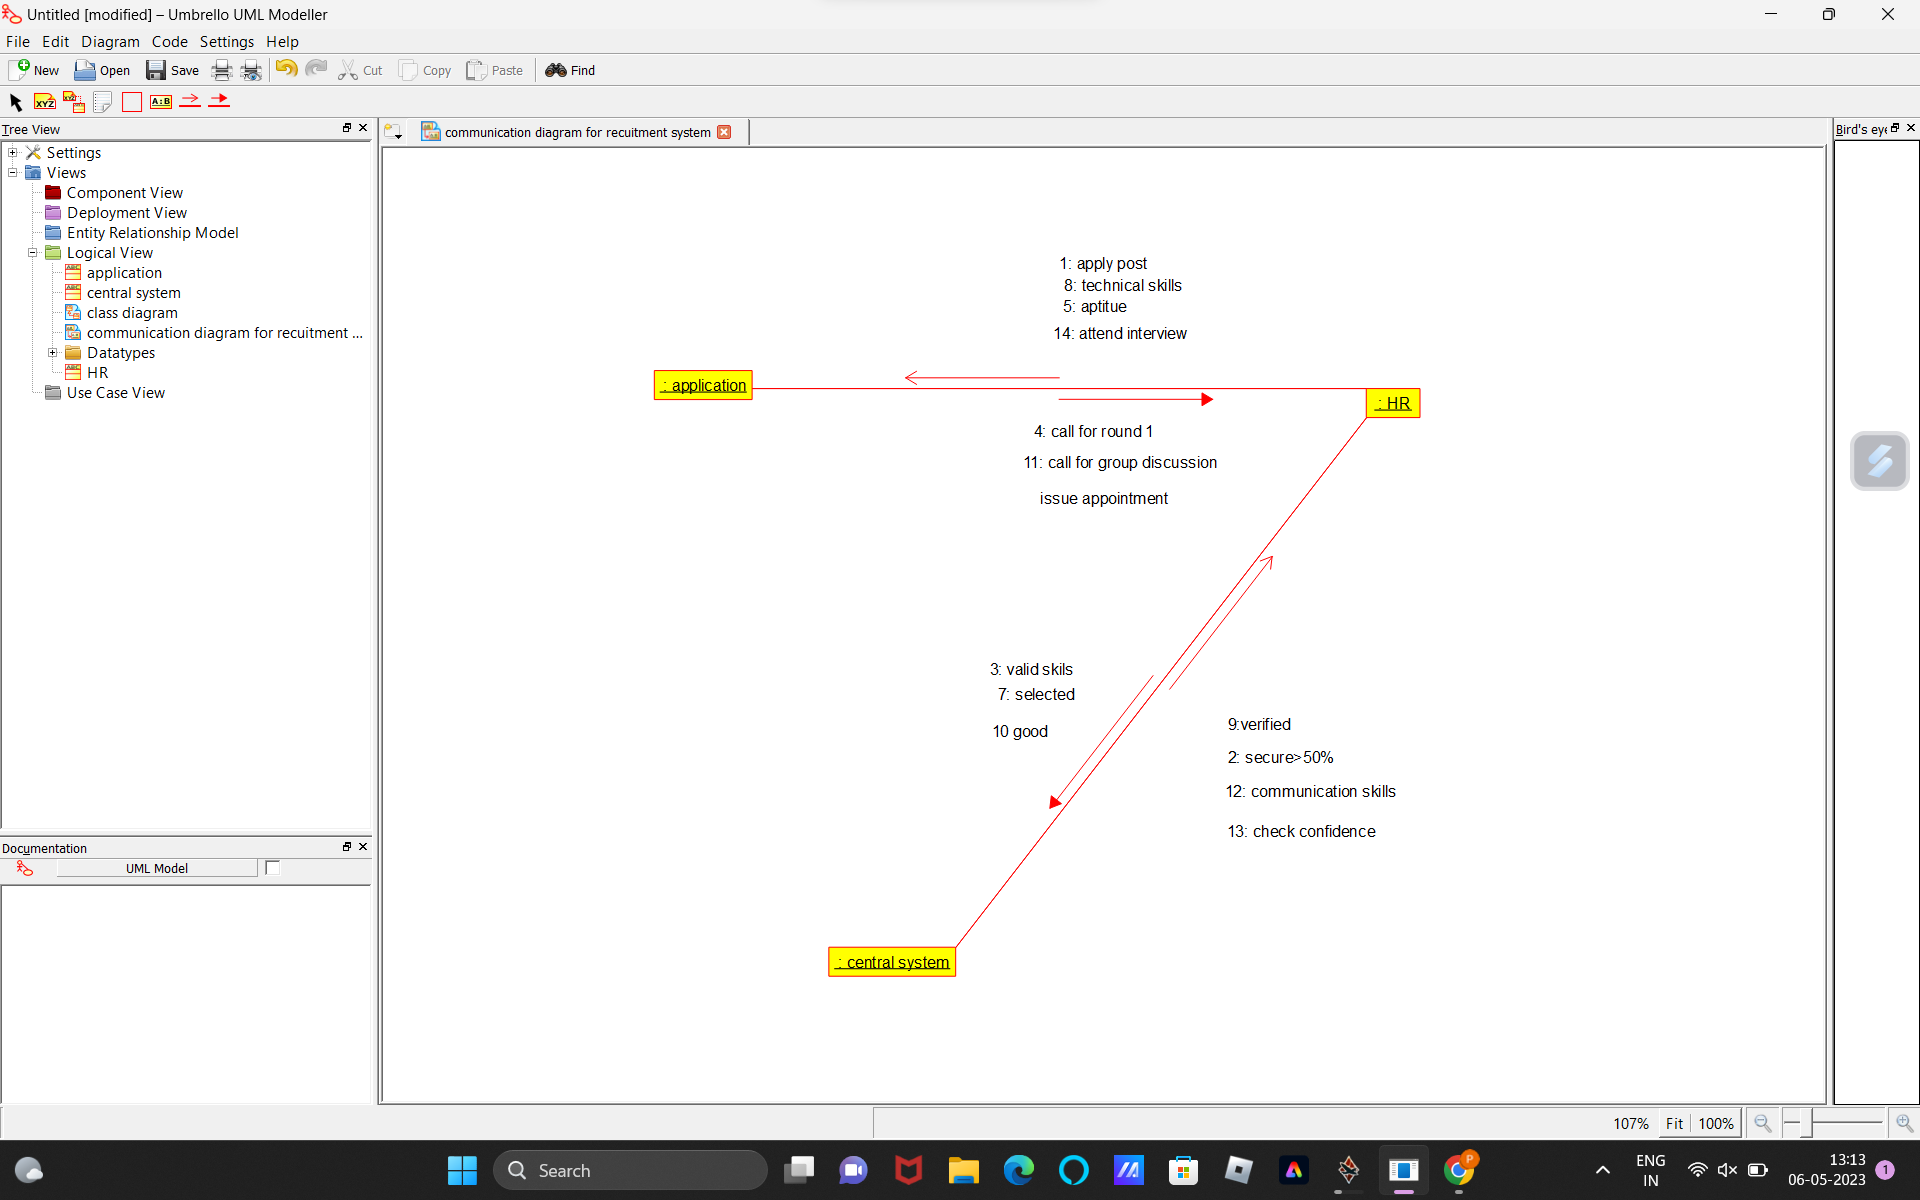 Untitled [modified] – Umbrello UML Modeller
File Edit Diagram Code Settings Help
New Open Save Cut Copy Paste Find
XYZ XYZ A:B
Tree View
Settings
Views
Component View
Deployment View
Entity Relationship Model
Logical View
application
central system
class diagram
communication diagram for recuitment ...
Datatypes
HR
Use Case View
Documentation
UML Model
communication diagram for recuitment system
Bird's eye
1: apply post
8: technical skills
5: aptitue
14: attend interview
: application
: HR
4: call for round 1
11: call for group discussion
issue appointment
3: valid skils
7: selected
10 good
9:verified
2: secure>50%
12: communication skills
13: check confidence
: central system
107% Fit 100%
Search
ENG
IN
13:13
06-05-2023
1
P